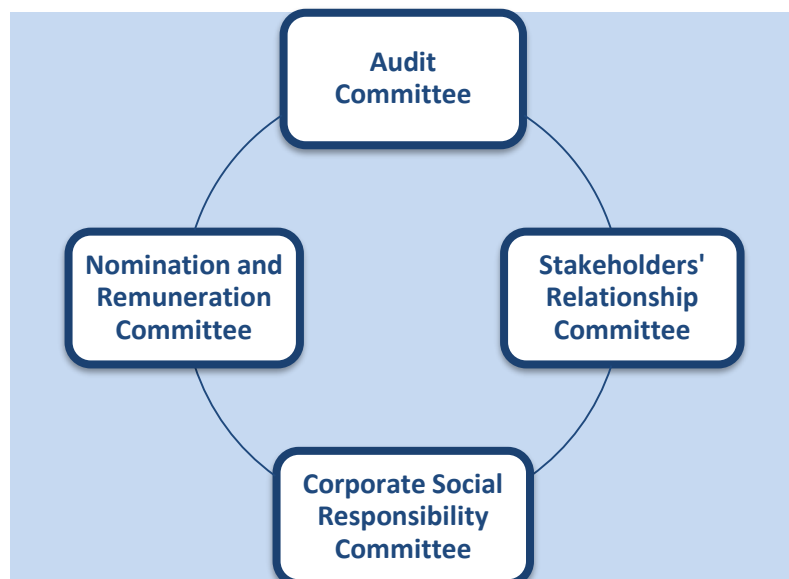 Audit
Committee
Nomination and
Remuneration
Committee
Stakeholders'
Relationship
Committee
Corporate Social
Responsibility
Committee